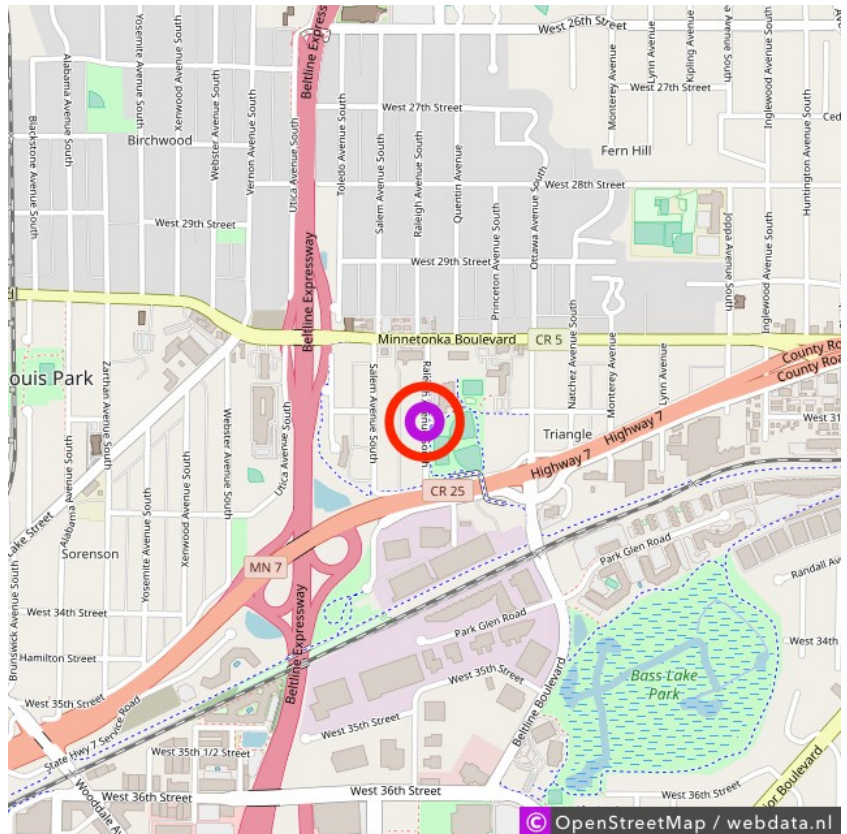 West 26th Street
Beltline Expressway
Alabama Avenue South
Yosemite Avenue South
Xenwood Avenue South
Webster Avenue South
Vernon Avenue South
Blackstone Avenue South
Birchwood
Utica Avenue South
Toledo Avenue South
Salem Avenue South
Raleigh Avenue South
Quentin Avenue
West 27th Street
Monterey Avenue
Lynn Avenue
Kipling Avenue
West 27th Street
Inglewood Avenue South
Fern Hill
West 28th Street
Huntington Avenue South
Ottawa Avenue South
West 29th Street
West 29th Street
Princeton Avenue South
Joppa Avenue South
Inglewood Avenue
Beltline Expressway
Minnetonka Boulevard
CR 5
County Ro
County Ro
ouis Park
Zarthan Avenue South
Salem Avenue South
Natchez Avenue South
Monterey Avenue
Lynn Avenue
West 31
Webster Avenue South
Utica Avenue South
Triangle
Highway 7
Highway 7
CR 25
Lake Street
Alabama Avenue South
Sorenson
Yosemite Avenue South
Xenwood Avenue South
MN 7
Park Glen Road
Randall Av
Brunswick Avenue South
West 34th Street
Beltline Expressway
Park Glen Road
West 34th
Hamilton Street
West 35th Street
Bass Lake
Park
West 35th Street
State Hwy 7 Service Road
West 35th Street
Beltline Boulevard
West 35th 1/2 Street
Wooddale Av
West 36th Street
West 36th Street
West 36th Street
ior Boulevard
© OpenStreetMap / webdata.nl